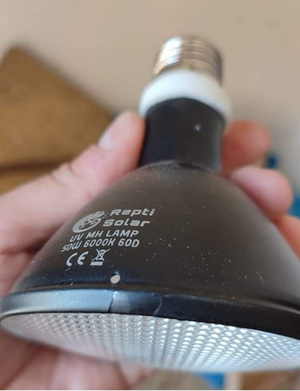 Repti
Solar
UV MH LAMP
50W 6000K 60D
CE